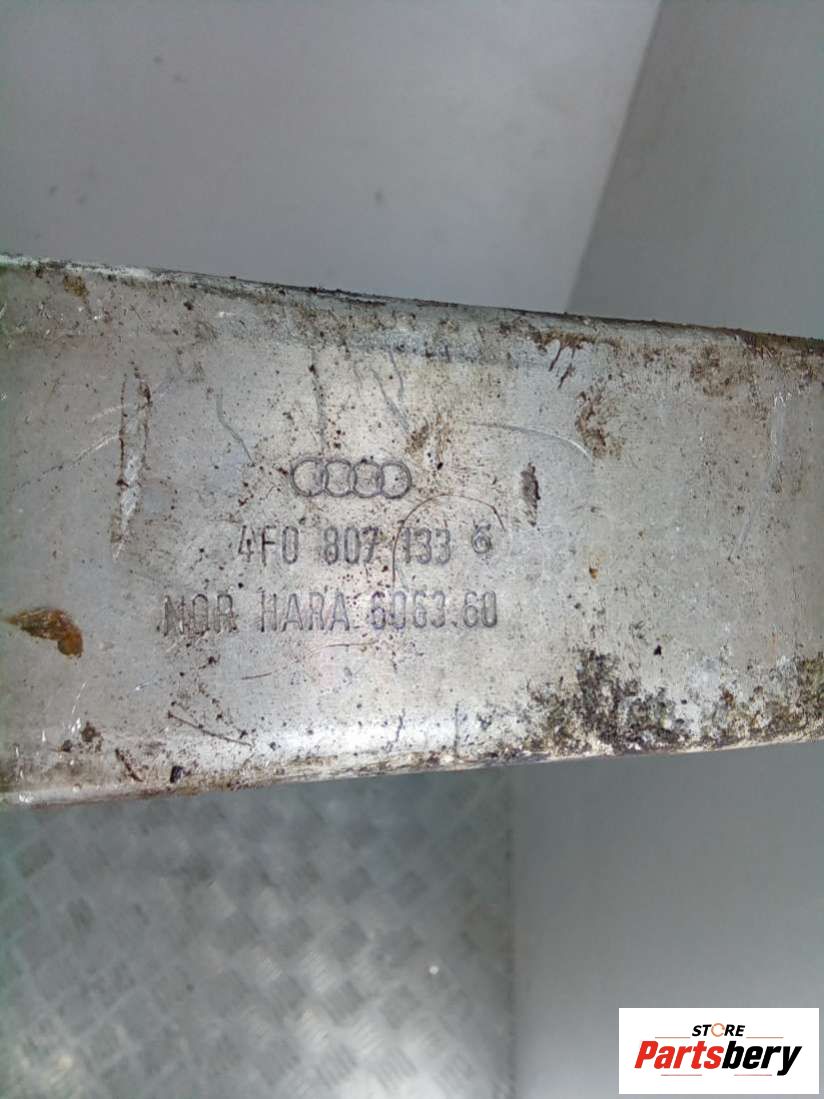 4F0 807 133
NOR HARA 6063.60
STORE
Partsbery